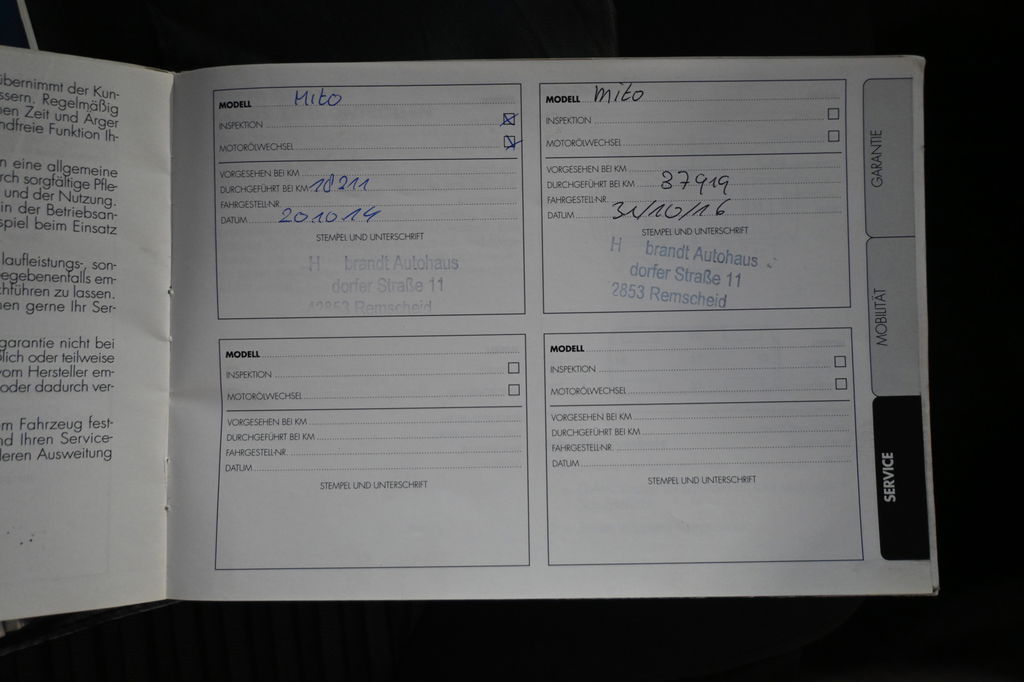 übernimmt der Kun-
ssern. Regelmäßig
en Zeit und Ärger
ndfreie Funktion Ih-
n eine allgemeine
rch sorgfältige Pfle-
und der Nutzung.
in der Betriebsan-
spiel beim Einsatz
laufleistungs-, son-
egebenenfalls em-
chführen zu lassen.
nen gerne Ihr Ser-
garantie nicht bei
lich oder teilweise
vom Hersteller em-
oder dadurch ver-
m Fahrzeug fest-
nd Ihren Service-
leren Ausweitung
MODELL Mito
INSPEKTION
MOTORÖLWECHSEL
VORGESEHEN BEI KM
DURCHGEFÜHRT BEI KM 18211
FAHRGESTELL-NR.
DATUM 20 10 14
STEMPEL UND UNTERSCHRIFT
H brandt Autohaus
dorfer Straße 11
42853 Remscheid
MODELL Mito
INSPEKTION
MOTORÖLWECHSEL
VORGESEHEN BEI KM
DURCHGEFÜHRT BEI KM 37919
FAHRGESTELL-NR.
DATUM 31/10/16
STEMPEL UND UNTERSCHRIFT
H brandt Autohaus
dorfer Straße 11
2853 Remscheid
MODELL
INSPEKTION
MOTORÖLWECHSEL
VORGESEHEN BEI KM
DURCHGEFÜHRT BEI KM
FAHRGESTELL-NR.
DATUM
STEMPEL UND UNTERSCHRIFT
MODELL
INSPEKTION
MOTORÖLWECHSEL
VORGESEHEN BEI KM
DURCHGEFÜHRT BEI KM
FAHRGESTELL-NR.
DATUM
STEMPEL UND UNTERSCHRIFT
GARANTIE
MOBILITÄT
SERVICE